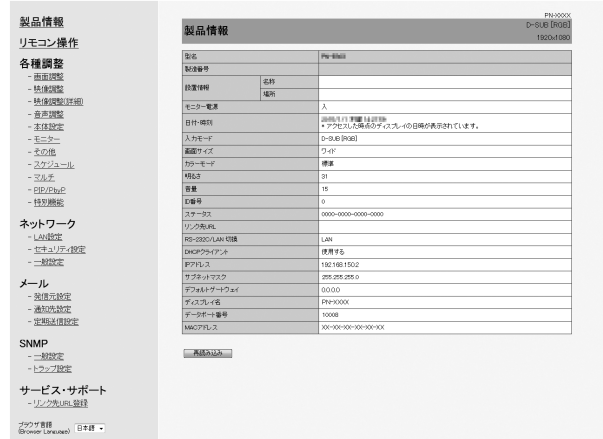 製品情報
リモコン操作
各種調整
- 画面調整
- 映像調整
- 映像調整(詳細)
- 音声調整
- 本体設定
- モニター
- その他
- スケジュール
- マルチ
- PIP/PbyP
- 特別機能
ネットワーク
- LAN設定
- セキュリティ設定
- 一般設定
メール
- 発信元設定
- 通知先設定
- 定期送信設定
SNMP
- 一般設定
- トラップ設定
サービス・サポート
- リンク先URL登録
ブラウザ言語
(Browser Language) 日本語
PN-XXXX
製品情報
D-SUB[RGB]
1920x1080
型名
製造番号
設置情報 名称
場所
モニター電源 入
日付・時刻
* アクセスした時点のディスプレイの日時が表示されています。
入力モード D-SUB[RGB]
画面サイズ ワイド
カラーモード 標準
明るさ 31
音量 15
ID番号 0
ステータス 0000-0000-0000-0000
リンク先URL
RS-232C/LAN 切換 LAN
DHCPクライアント 使用する
IPアドレス 192.168.150.2
サブネットマスク 255.255.255.0
デフォルトゲートウェイ 0.0.0.0
ディスプレイ名 PN-XXXX
データポート番号 10008
MACアドレス XX-XX-XX-XX-XX-XX
再読み込み